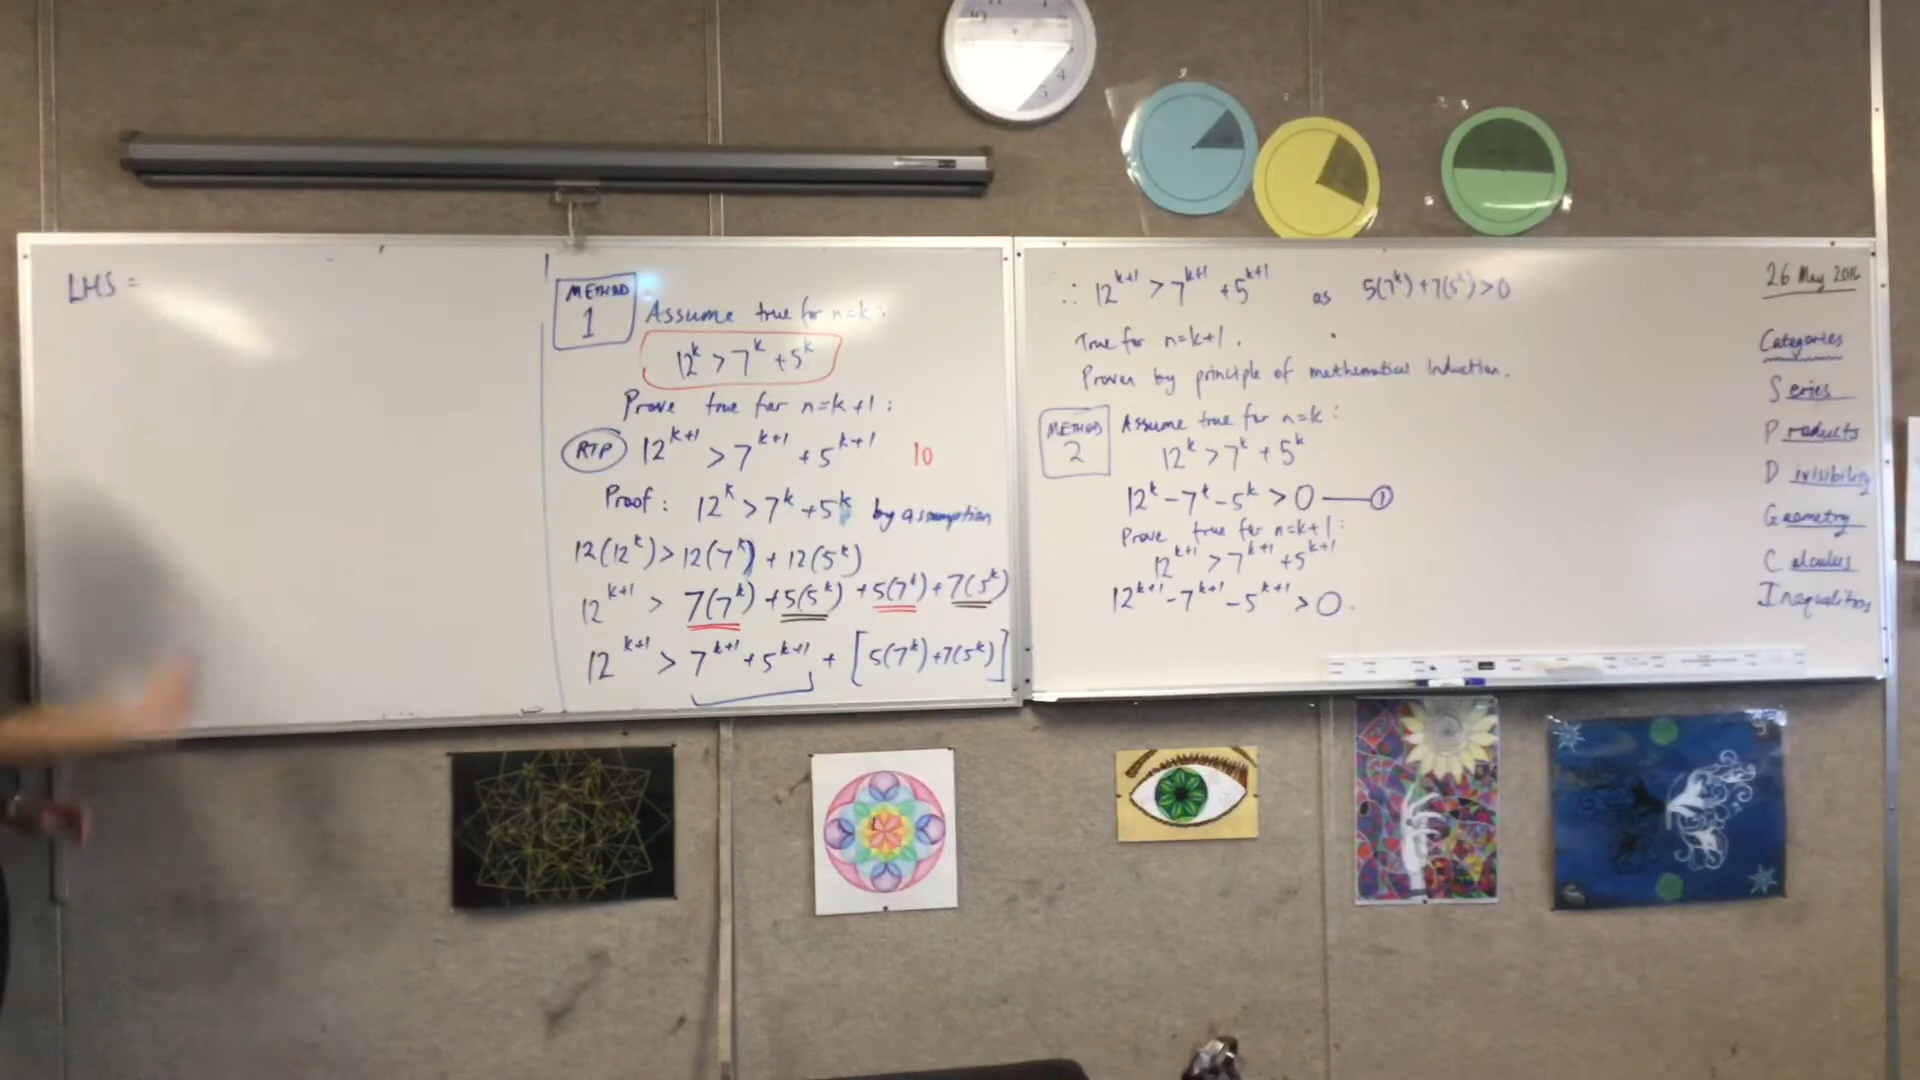 LHS =
METHOD 1
Assume true for n=k:
12^k > 7^k + 5^k
Prove true for n=k+1:
RTP 12^{k+1} > 7^{k+1} + 5^{k+1} 10
Proof: 12^k > 7^k + 5^k by assumption
12(12^k) > 12(7^k) + 12(5^k)
12^{k+1} > 7(7^k) + 5(5^k) + 5(7^k) + 7(5^k)
12^{k+1} > 7^{k+1} + 5^{k+1} + [5(7^k) + 7(5^k)]
∴ 12^{k+1} > 7^{k+1} + 5^{k+1} as 5(7^k) + 7(5^k) > 0
True for n=k+1.
Proven by principle of mathematical induction.
METHOD 2
Assume true for n=k:
12^k > 7^k + 5^k
12^k - 7^k - 5^k > 0 — ①
Prove true for n=k+1:
12^{k+1} > 7^{k+1} + 5^{k+1}
12^{k+1} - 7^{k+1} - 5^{k+1} > 0.
26 May 2016
Categories
Series
Products
Divisibility
Geometry
Calculus
Inequalities